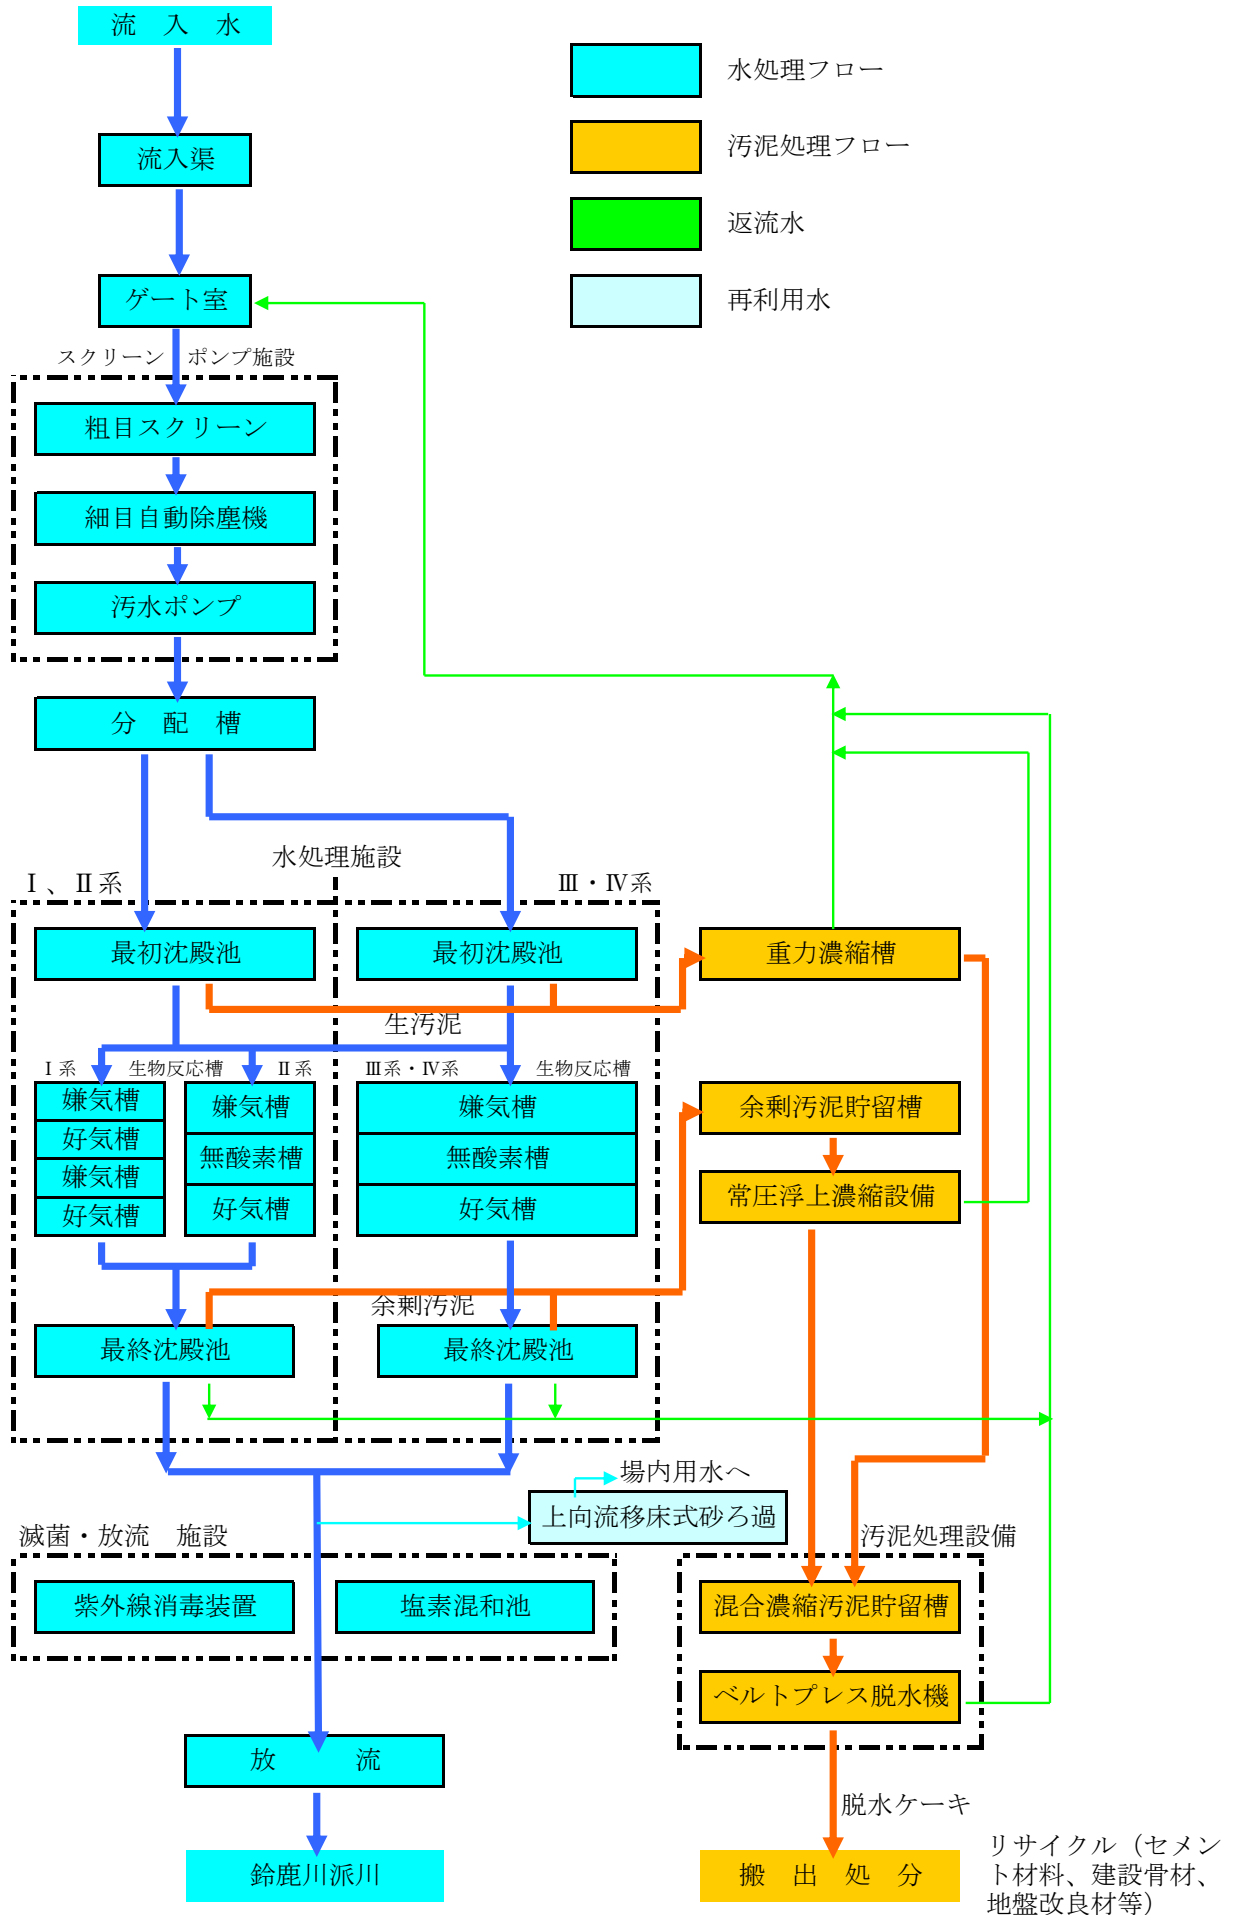 流　入　水
水処理フロー
汚泥処理フロー
流入渠
返流水
ゲート室
再利用水
スクリーン　ポンプ施設
粗目スクリーン
細目自動除塵機
汚水ポンプ
分　配　槽
水処理施設
Ⅰ、Ⅱ系
Ⅲ・Ⅳ系
最初沈殿池
最初沈殿池
重力濃縮槽
生汚泥
Ⅰ系
生物反応槽
Ⅱ系
Ⅲ系・Ⅳ系
生物反応槽
嫌気槽
好気槽
嫌気槽
好気槽
嫌気槽
無酸素槽
好気槽
嫌気槽
無酸素槽
好気槽
余剰汚泥貯留槽
常圧浮上濃縮設備
余剰汚泥
最終沈殿池
最終沈殿池
場内用水へ
上向流移床式砂ろ過
滅菌・放流　施設
汚泥処理設備
紫外線消毒装置
塩素混和池
混合濃縮汚泥貯留槽
ベルトプレス脱水機
放　　　流
脱水ケーキ
鈴鹿川派川
搬　出　処　分
リサイクル（セメン
ト材料、建設骨材、
地盤改良材等）